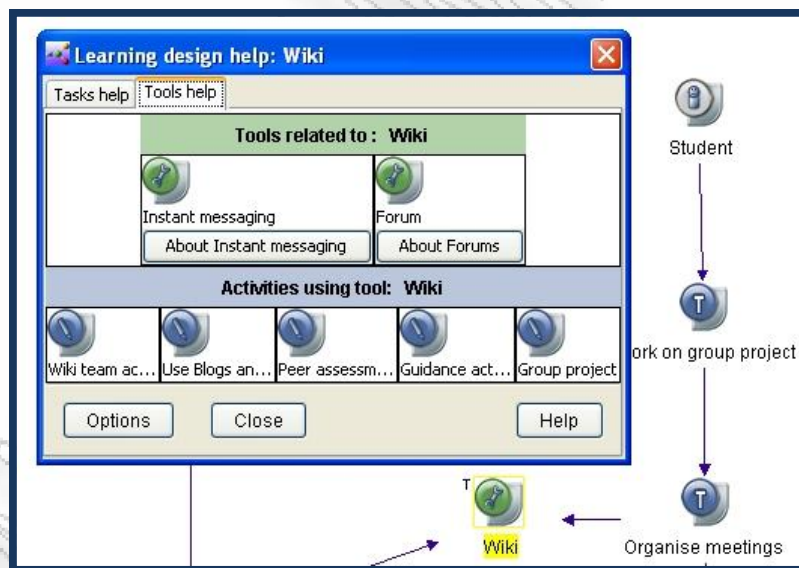 Learning design help: Wiki
Tasks help Tools help
Tools related to : Wiki
Instant messaging Forum
About Instant messaging About Forums
Activities using tool: Wiki
Wiki team ac... Use Blogs an... Peer assessm... Guidance act... Group project
Options Close Help
Student
T
ork on group project
T
T
Wiki
Organise meetings